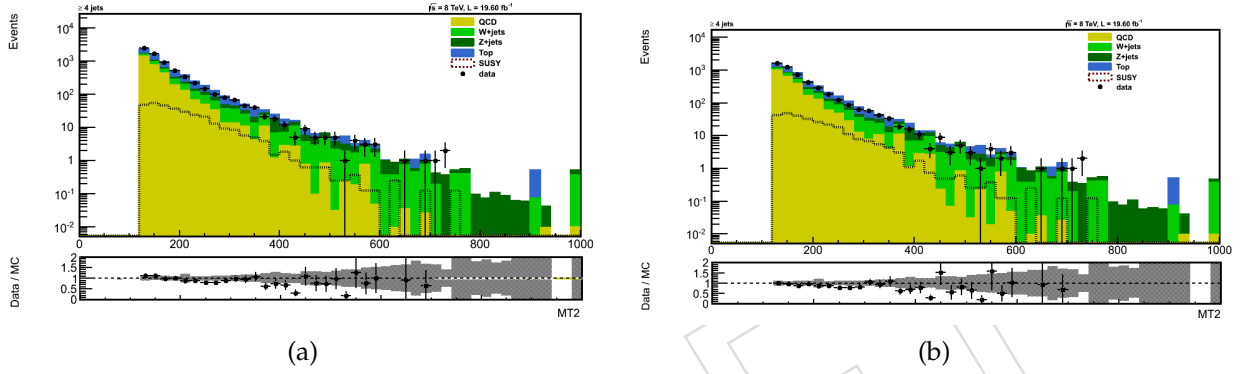 ≥ 4 jets
√s = 8 TeV, L = 19.60 fb⁻¹
Events
10⁴
10³
10²
10
1
10⁻¹
10⁻²
QCD
W+jets
Z+jets
Top
SUSY
data
0 200 400 600 800 1000
Data / MC
2
1.5
1
0.5
0
MT2
(a)
≥ 4 jets
√s = 8 TeV, L = 19.60 fb⁻¹
Events
10⁴
10³
10²
10
1
10⁻¹
10⁻²
QCD
W+jets
Z+jets
Top
SUSY
data
0 200 400 600 800 1000
Data / MC
2
1.5
1
0.5
0
MT2
(b)